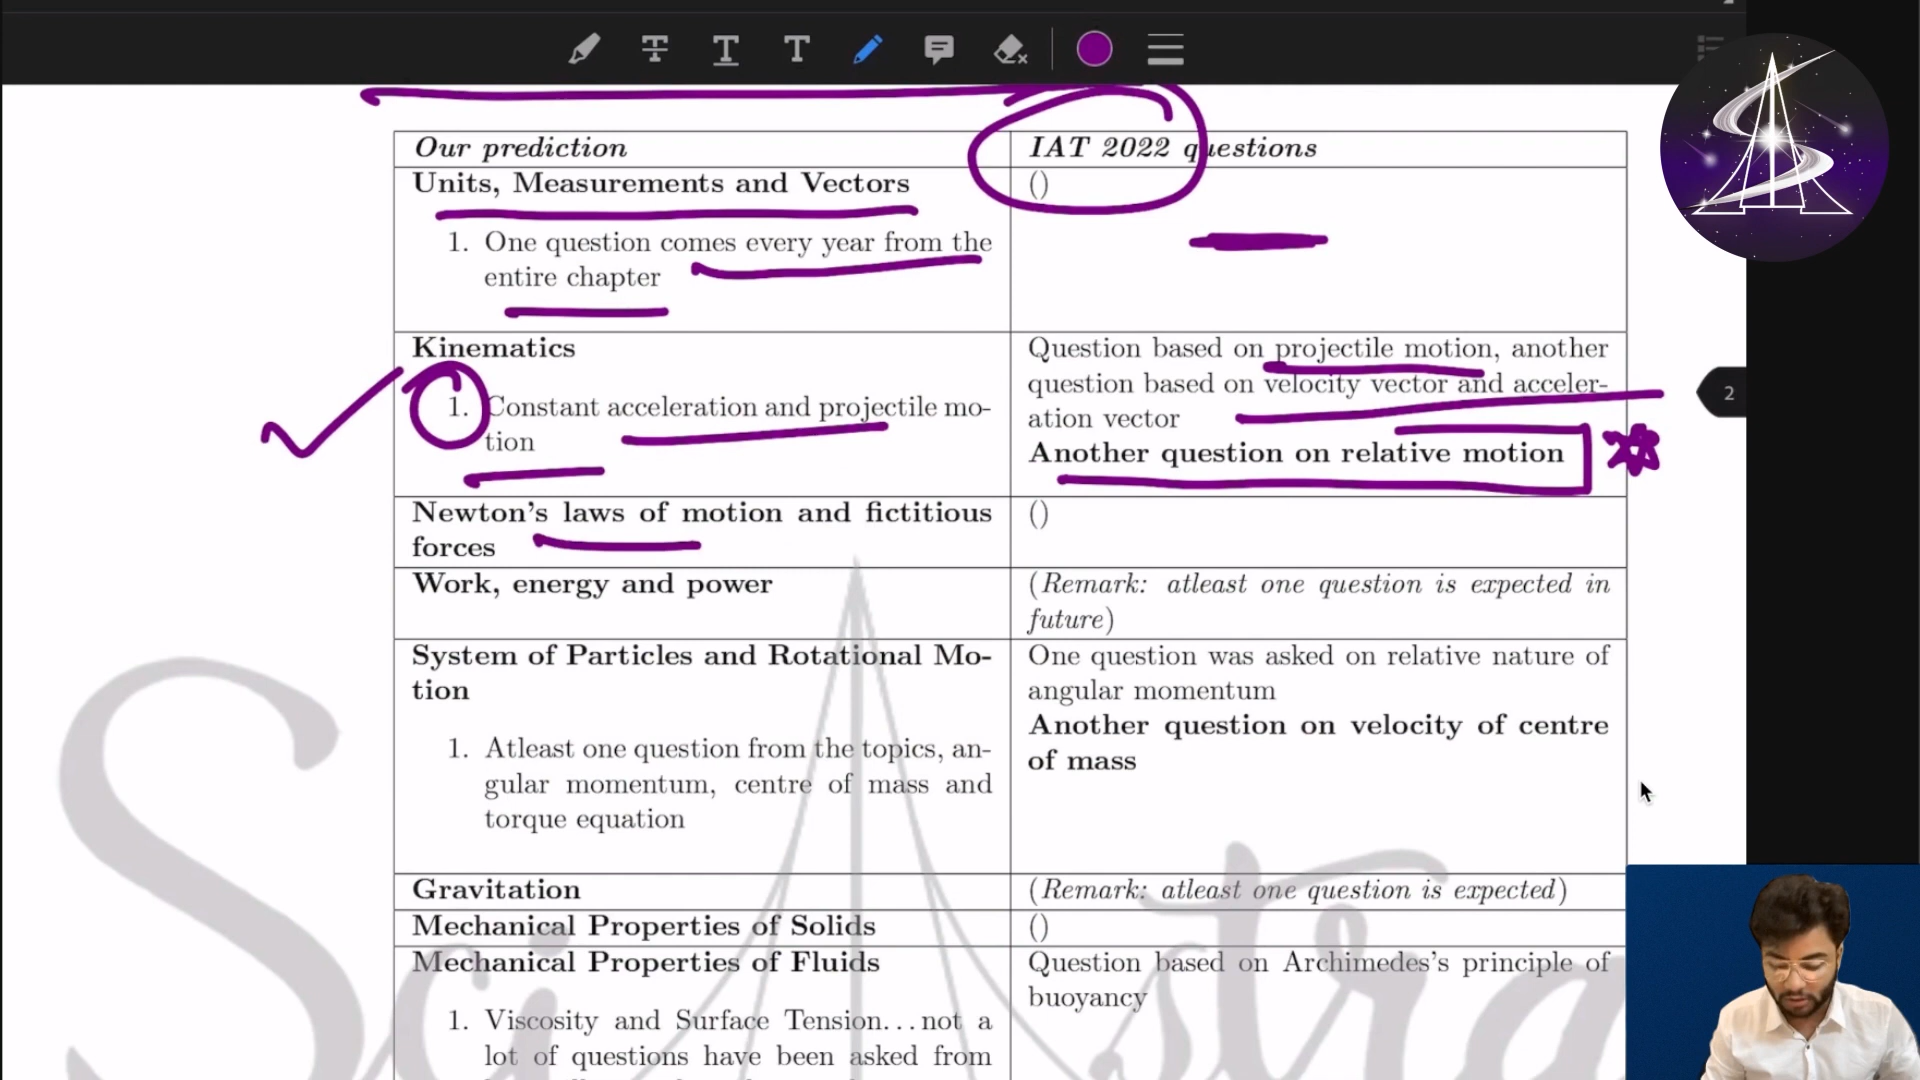 Our prediction
IAT 2022 questions
Units, Measurements and Vectors
()
1. One question comes every year from the
entire chapter
Kinematics
1. Constant acceleration and projectile mo-
tion
Question based on projectile motion, another
question based on velocity vector and acceler-
ation vector
Another question on relative motion
Newton's laws of motion and fictitious
forces
()
Work, energy and power
(Remark: atleast one question is expected in
future)
System of Particles and Rotational Mo-
tion
1. Atleast one question from the topics, an-
gular momentum, centre of mass and
torque equation
One question was asked on relative nature of
angular momentum
Another question on velocity of centre
of mass
Gravitation
(Remark: atleast one question is expected)
Mechanical Properties of Solids
()
Mechanical Properties of Fluids
1. Viscosity and Surface Tension...not a
lot of questions have been asked from
Question based on Archimedes's principle of
buoyancy
2
T
T
T